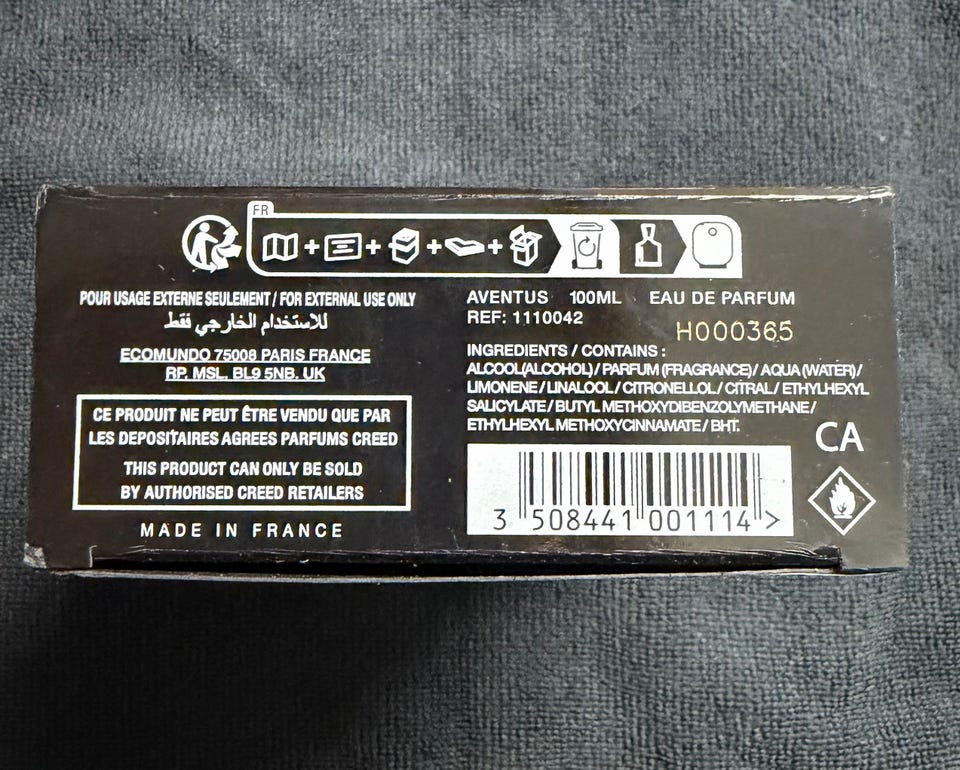 FR
POUR USAGE EXTERNE SEULEMENT / FOR EXTERNAL USE ONLY
للاستخدام الخارجي فقط
ECOMUNDO 75008 PARIS FRANCE
RP. MSL. BL9 5NB. UK
CE PRODUIT NE PEUT ÊTRE VENDU QUE PAR
LES DEPOSITAIRES AGREES PARFUMS CREED
THIS PRODUCT CAN ONLY BE SOLD
BY AUTHORISED CREED RETAILERS
MADE IN FRANCE
AVENTUS 100ML EAU DE PARFUM
REF: 1110042
H000365
INGREDIENTS / CONTAINS :
ALCOOL(ALCOHOL) / PARFUM (FRAGRANCE) / AQUA (WATER) /
LIMONENE / LINALOOL / CITRONELLOL / CITRAL / ETHYLHEXYL
SALICYLATE / BUTYL METHOXYDIBENZOLYMETHANE /
ETHYLHEXYL METHOXYCINNAMATE / BHT.
CA
3 508441 001114 >